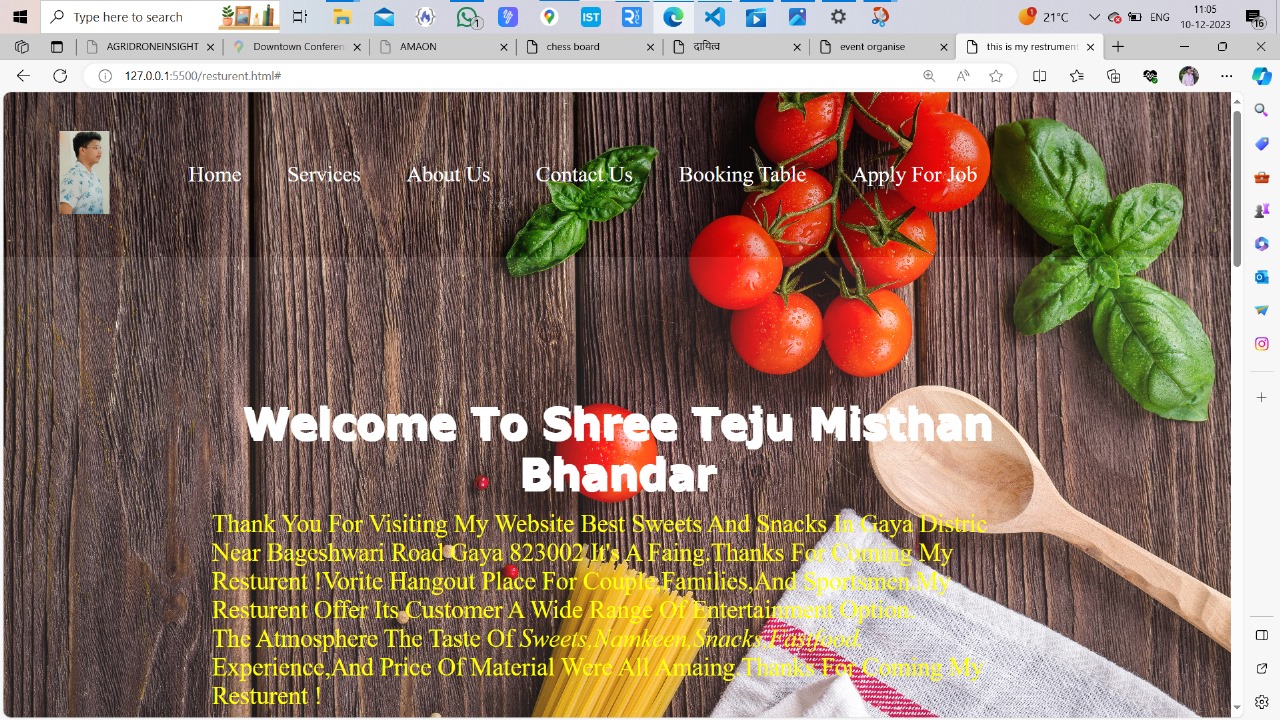 Type here to search
1
IST
1
21°C
ENG
11:05
10-12-2023
16
AGRIDRONEINSIGHT
Downtown Conferen
AMAON
chess board
दायित्व
event organise
this is my restrument
127.0.0.1:5500/resturent.html#
Home Services About Us Contact Us Booking Table Apply For Job
Welcome To Shree Teju Misthan
Bhandar
Thank You For Visiting My Website Best Sweets And Snacks In Gaya Distric
Near Bageshwari Road Gaya 823002.It's A Faing.Thanks For Coming My
Resturent !Vorite Hangout Place For Couple,Families,And Sportsmen.My
Resturent Offer Its Customer A Wide Range Of Entertainment Option.
The Atmosphere The Taste Of Sweets,Namkeen,Snacks,Fastfood.
Experience,And Price Of Material Were All Amaing.Thanks For Coming My
Resturent !